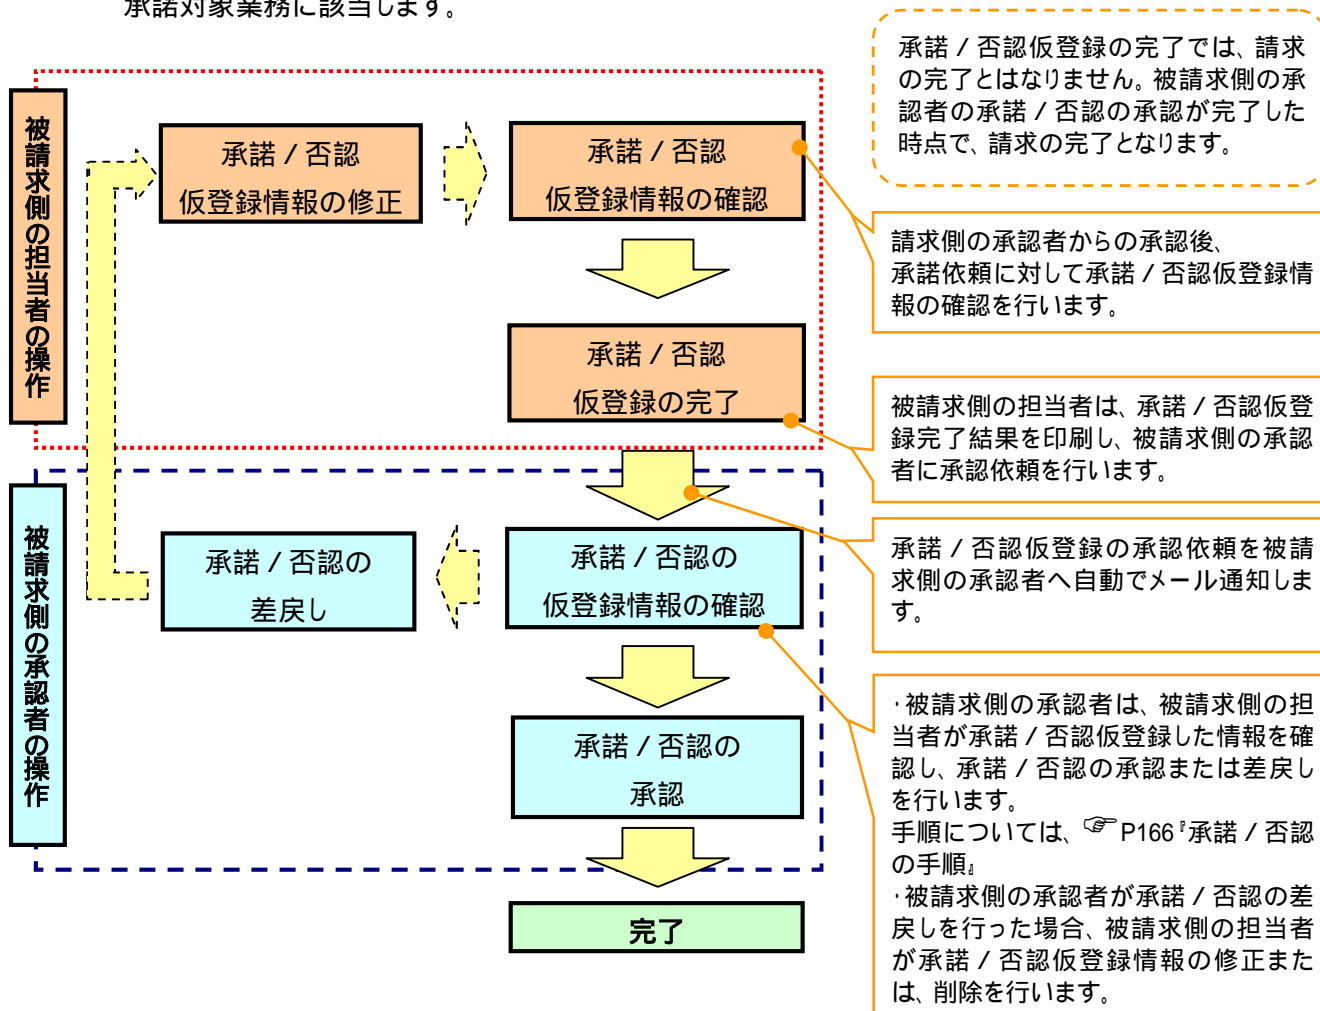 承諾対象業務に該当します。
承諾／否認仮登録の完了では、請求
の完了とはなりません。被請求側の承
認者の承諾／否認の承認が完了した
時点で、請求の完了となります。
被請求側の担当者の操作
承諾／否認
仮登録情報の修正
承諾／否認
仮登録情報の確認
請求側の承認者からの承認後、
承諾依頼に対して承諾／否認仮登録情
報の確認を行います。
承諾／否認
仮登録の完了
被請求側の担当者は、承諾／否認仮登
録完了結果を印刷し、被請求側の承認
者に承認依頼を行います。
被請求側の承認者の操作
承諾／否認の
差戻し
承諾／否認の
仮登録情報の確認
承諾／否認仮登録の承認依頼を被請
求側の承認者へ自動でメール通知しま
す。
承諾／否認の
承認
・被請求側の承認者は、被請求側の担
当者が承諾／否認仮登録した情報を確
認し、承諾／否認の承認または差戻し
を行います。
手順については、☞P166『承諾／否認
の手順』
・被請求側の承認者が承諾／否認の差
戻しを行った場合、被請求側の担当者
が承諾／否認仮登録情報の修正また
は、削除を行います。
完了